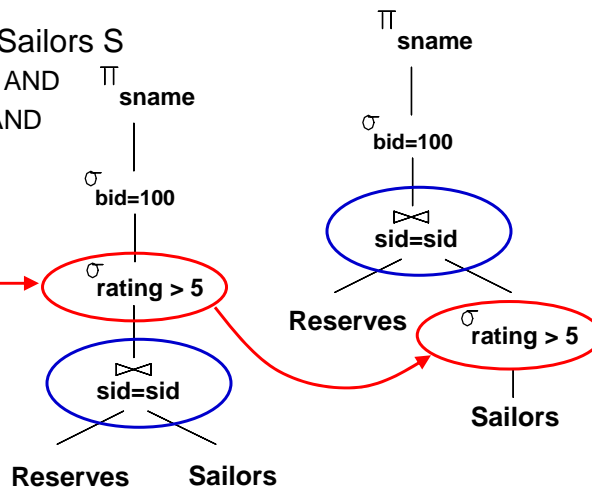 Sailors S
AND
AND
π
sname
σ
bid=100
σ
rating > 5
⋈
sid=sid
Reserves Sailors
π
sname
σ
bid=100
⋈
sid=sid
Reserves
σ
rating > 5
Sailors